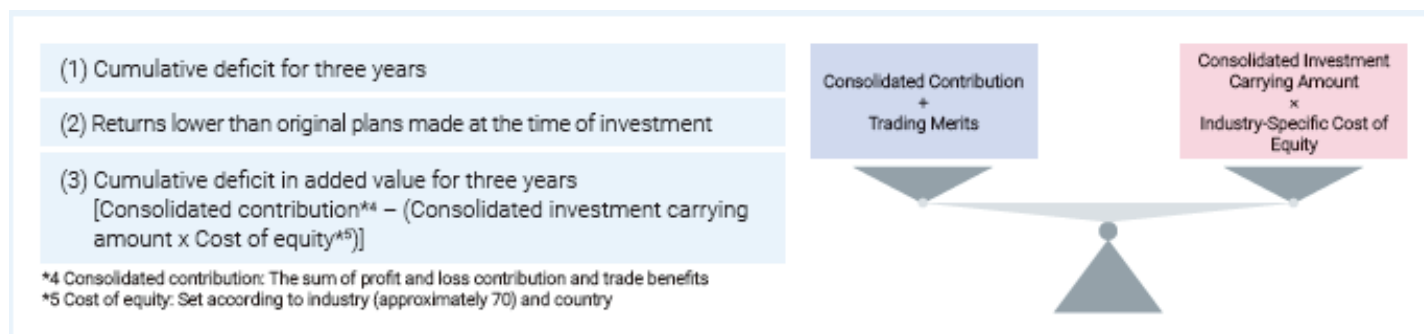 (1) Cumulative deficit for three years
(2) Returns lower than original plans made at the time of investment
(3) Cumulative deficit in added value for three years
[Consolidated contribution*⁴ – (Consolidated investment carrying
amount x Cost of equity*⁵)]
*4 Consolidated contribution: The sum of profit and loss contribution and trade benefits
*5 Cost of equity: Set according to industry (approximately 70) and country
Consolidated Contribution
+
Trading Merits
Consolidated Investment
Carrying Amount
×
Industry-Specific Cost of
Equity